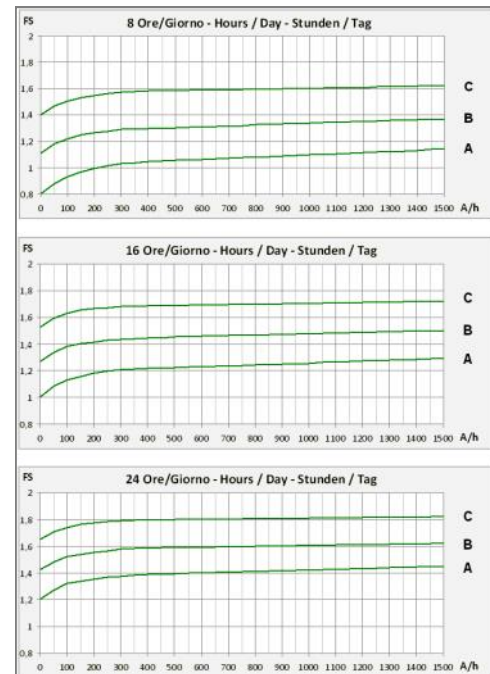 FS
8 Ore/Giorno - Hours / Day - Stunden / Tag
2
1,8
1,6
1,4
1,2
1
0,8
C
B
A
0 100 200 300 400 500 600 700 800 900 1000 1100 1200 1300 1400 1500 A/h
FS
16 Ore/Giorno - Hours / Day - Stunden / Tag
2
1,8
1,6
1,4
1,2
1
0,8
C
B
A
0 100 200 300 400 500 600 700 800 900 1000 1100 1200 1300 1400 1500 A/h
FS
24 Ore/Giorno - Hours / Day - Stunden / Tag
2
1,8
1,6
1,4
1,2
1
0,8
C
B
A
0 100 200 300 400 500 600 700 800 900 1000 1100 1200 1300 1400 1500 A/h